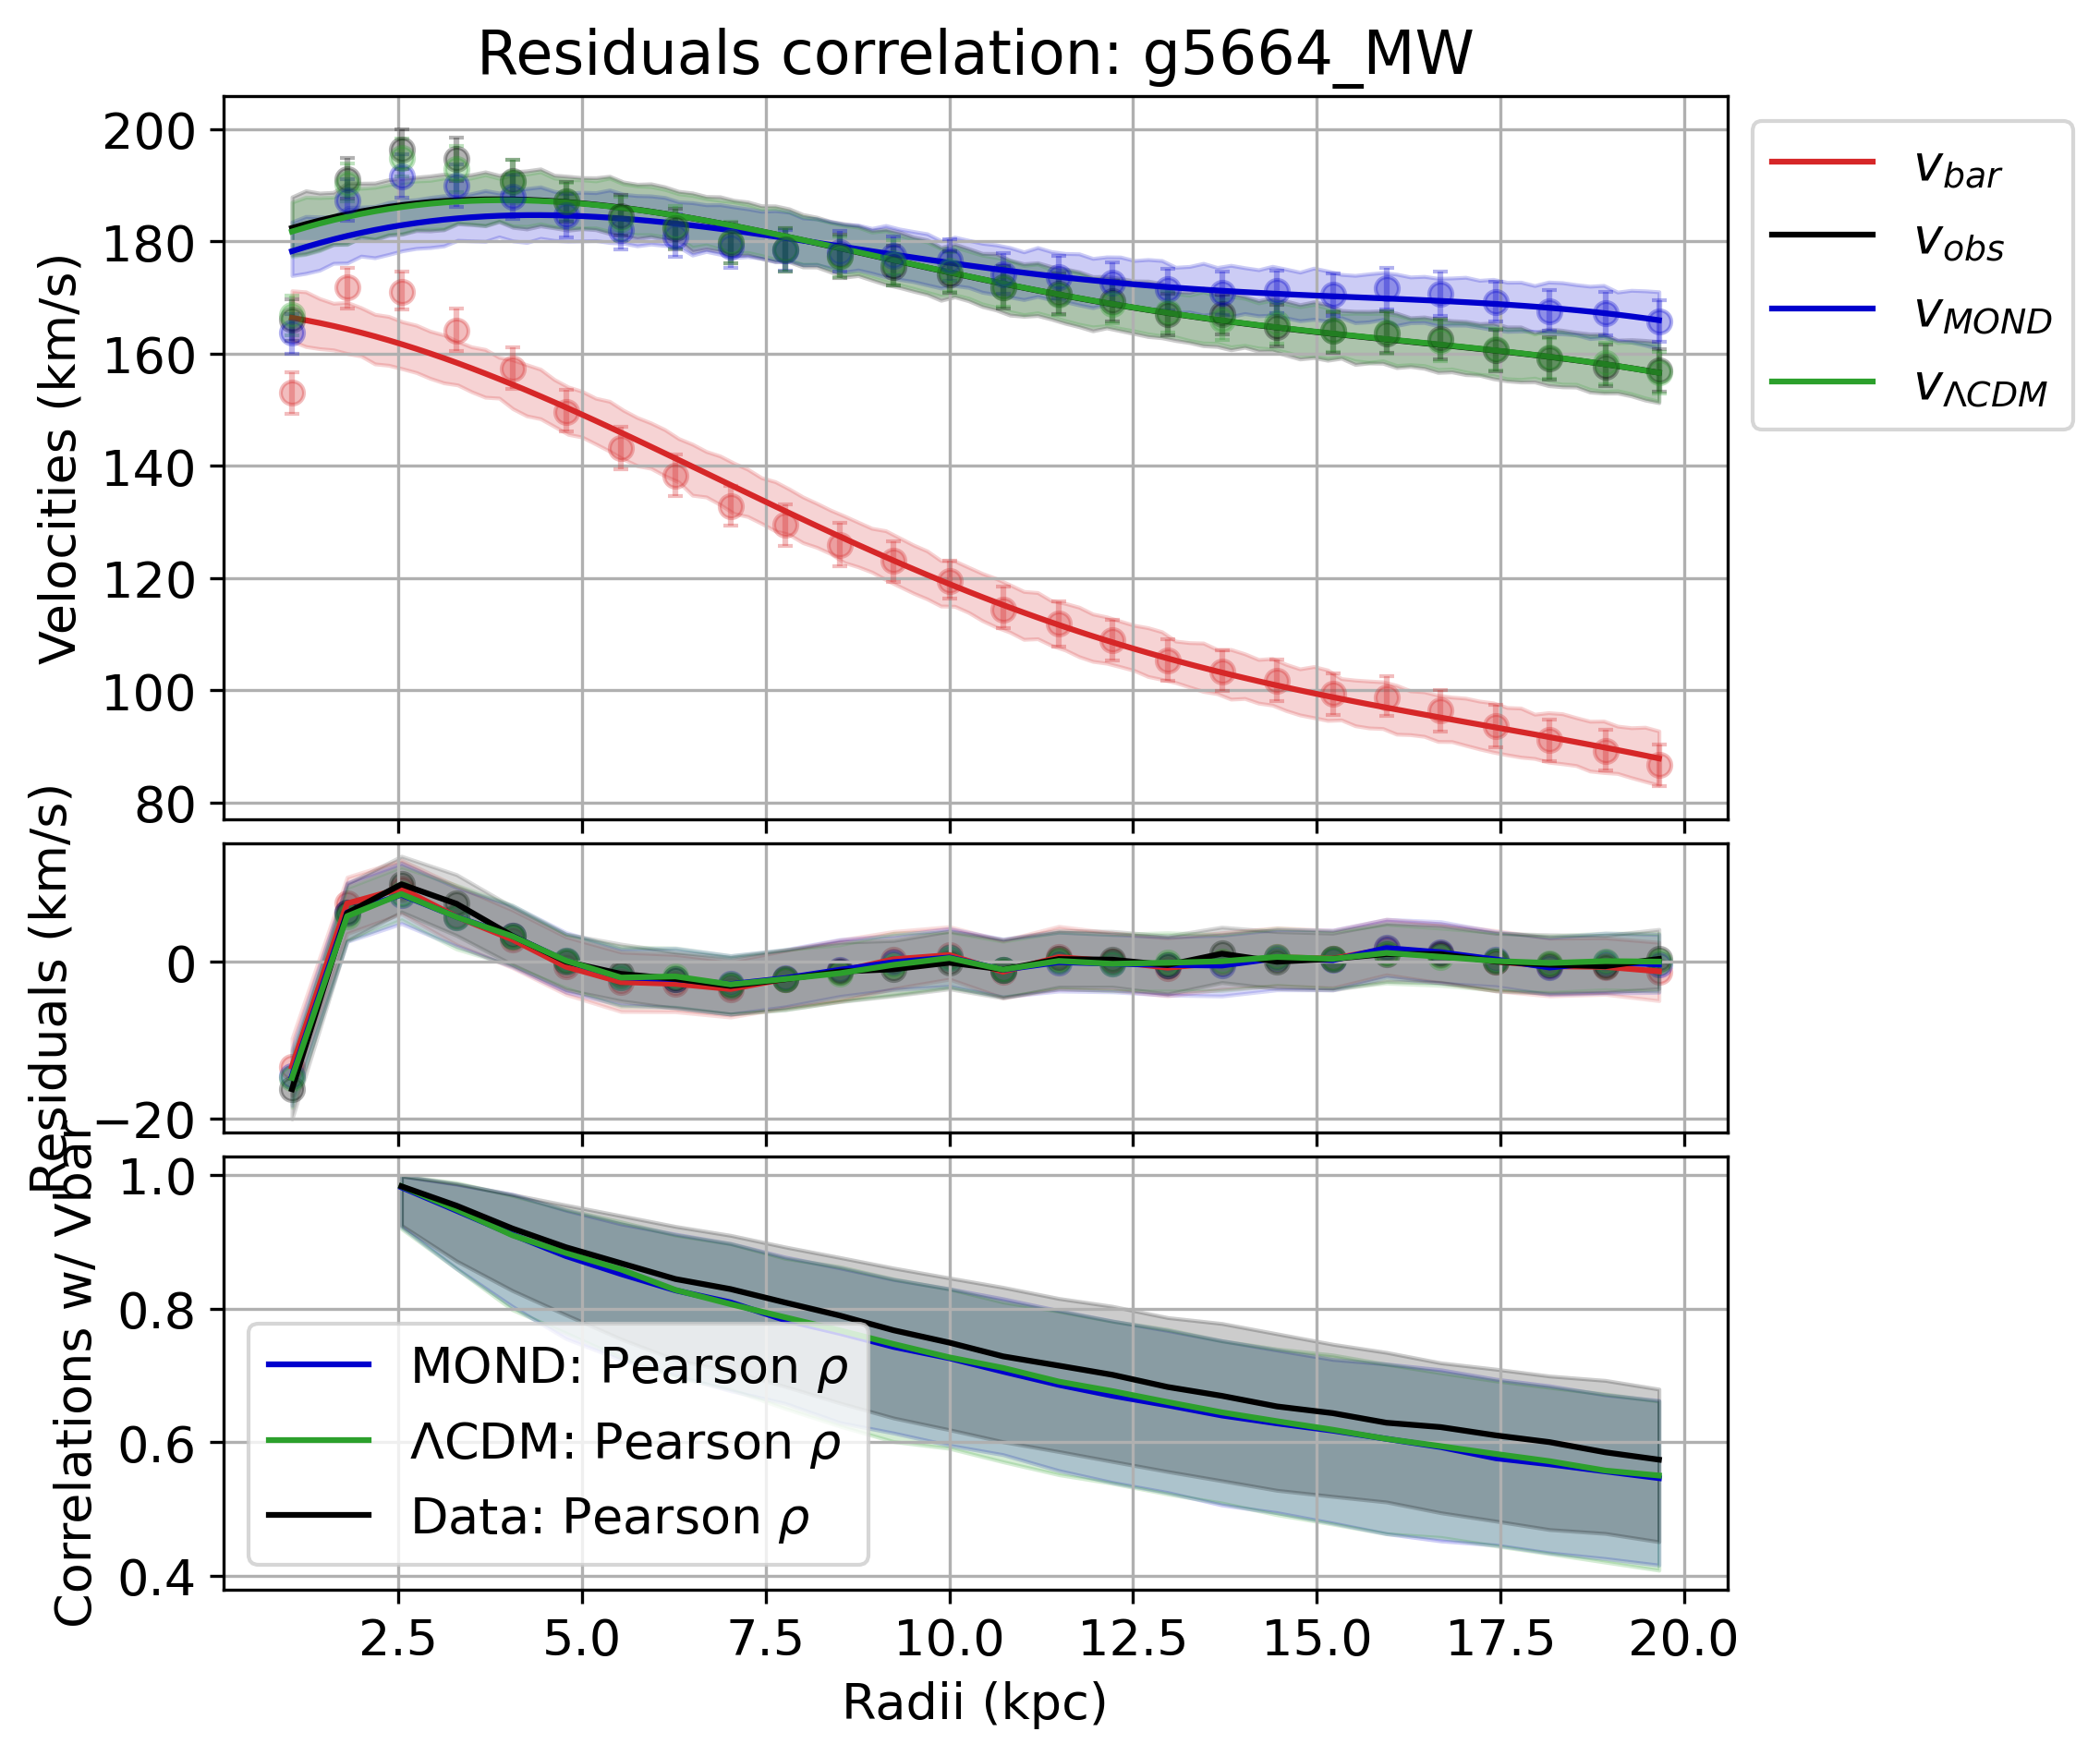 Residuals correlation: g5664_MW
200
180
160
140
120
100
80
Velocities (km/s)
v_bar
v_obs
v_MOND
v_ΛCDM
0
−20
Residuals (km/s)
1.0
0.8
0.6
0.4
Correlations w/ Vbar
MOND: Pearson ρ
ΛCDM: Pearson ρ
Data: Pearson ρ
2.5 5.0 7.5 10.0 12.5 15.0 17.5 20.0
Radii (kpc)